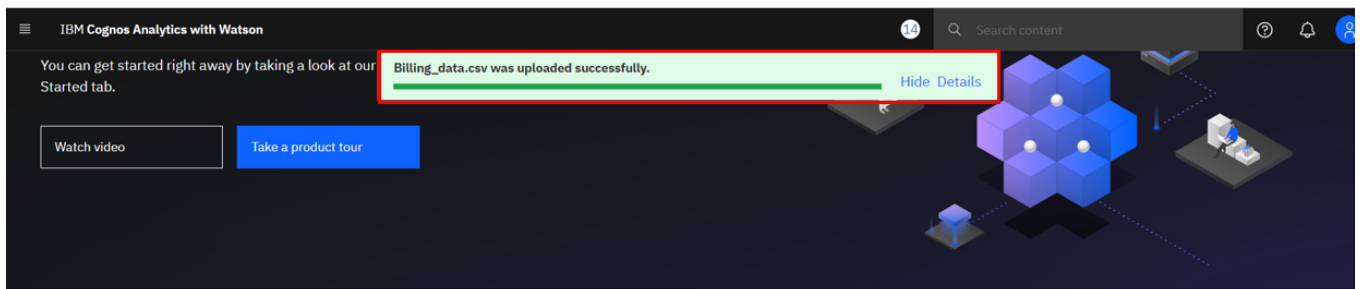 IBM Cognos Analytics with Watson
14
Search content
You can get started right away by taking a look at our
Started tab.
Billing_data.csv was uploaded successfully.
Hide Details
Watch video
Take a product tour